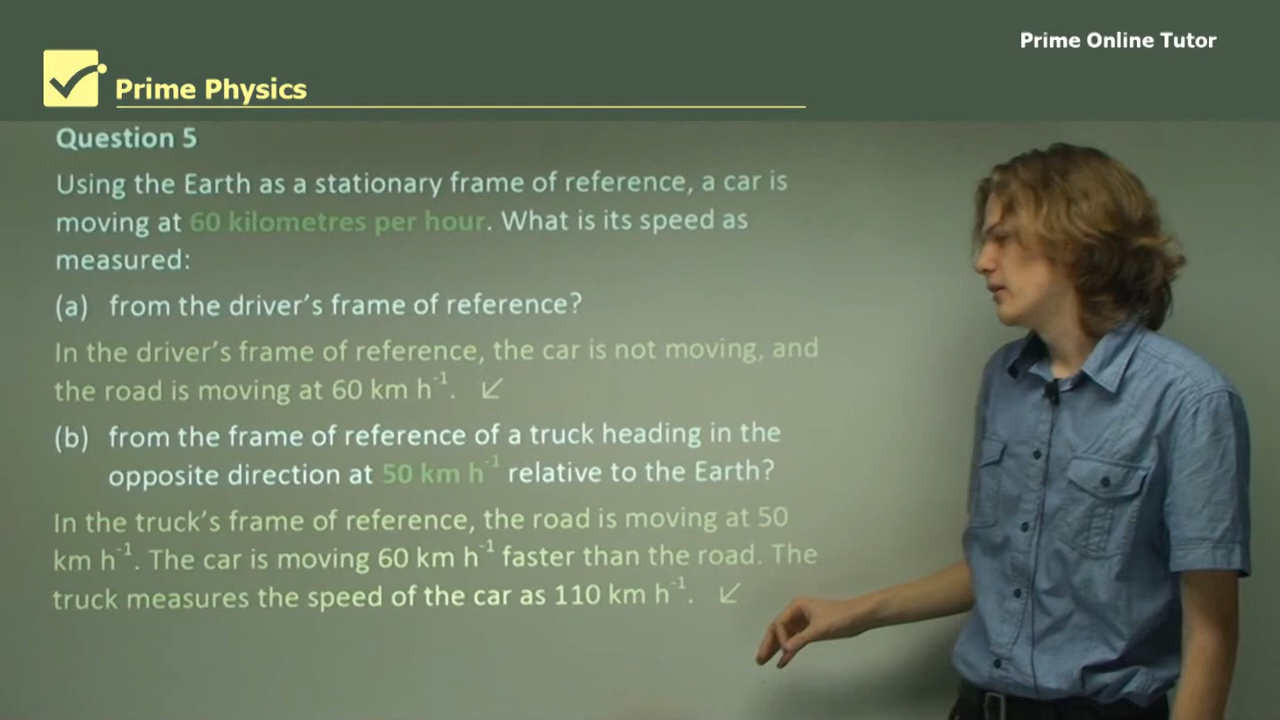 Prime Online Tutor
Prime Physics
Question 5
Using the Earth as a stationary frame of reference, a car is
moving at 60 kilometres per hour. What is its speed as
measured:
(a) from the driver's frame of reference?
In the driver's frame of reference, the car is not moving, and
the road is moving at 60 km h⁻¹. ↙
(b) from the frame of reference of a truck heading in the
opposite direction at 50 km h⁻¹ relative to the Earth?
In the truck's frame of reference, the road is moving at 50
km h⁻¹. The car is moving 60 km h⁻¹ faster than the road. The
truck measures the speed of the car as 110 km h⁻¹. ↙